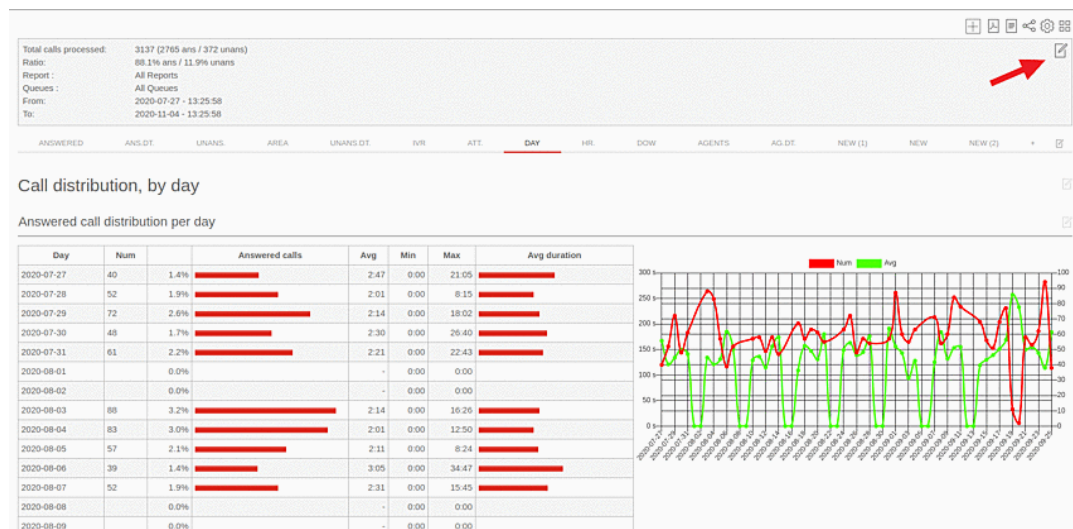 Total calls processed: 3137 (2765 ans / 372 unans)
Ratio: 88.1% ans / 11.9% unans
Report : All Reports
Queues : All Queues
From: 2020-07-27 - 13:25:58
To: 2020-11-04 - 13:25:58
ANSWERED ANS.DT. UNANS. AREA UNANS.DT. IVR ATT. DAY HR. DOW AGENTS AG.DT. NEW (1) NEW NEW (2)
Call distribution, by day
Answered call distribution per day
Day Num Answered calls Avg Min Max Avg duration
2020-07-27 40 1.4% 2:47 0:00 21:05
2020-07-28 52 1.9% 2:01 0:00 8:15
2020-07-29 72 2.6% 2:14 0:00 18:02
2020-07-30 48 1.7% 2:30 0:00 26:40
2020-07-31 61 2.2% 2:21 0:00 22:43
2020-08-01 0.0% - 0:00 0:00
2020-08-02 0.0% - 0:00 0:00
2020-08-03 88 3.2% 2:14 0:00 16:26
2020-08-04 83 3.0% 2:01 0:00 12:50
2020-08-05 57 2.1% 2:11 0:00 8:24
2020-08-06 39 1.4% 3:05 0:00 34:47
2020-08-07 52 1.9% 2:31 0:00 15:45
2020-08-08 0.0% - 0:00 0:00
2020-08-09 0.0% - 0:00 0:00
Num Avg
300 s 100
90
250 s
80
200 s 70
60
150 s 50
40
100 s
30
50 s 20
10
0 s 0